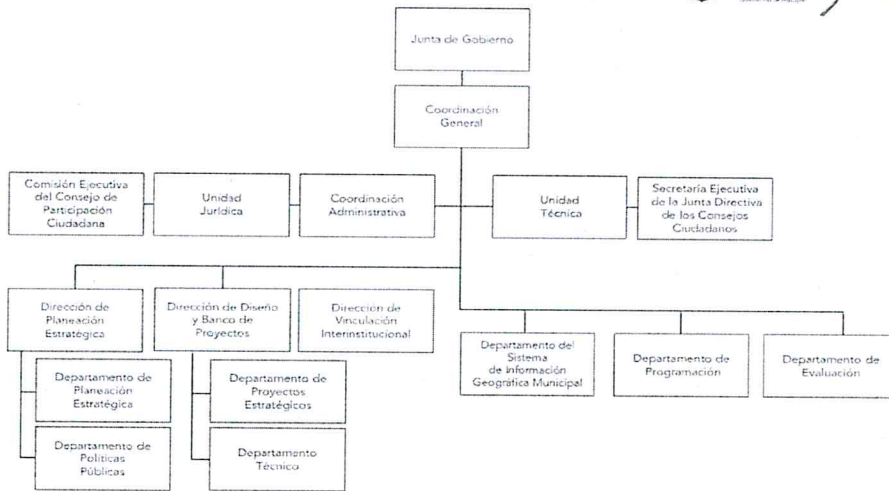 Junta de Gobierno
Coordinación
General
Comisión Ejecutiva
del Consejo de
Participación
Ciudadana
Unidad
Jurídica
Coordinación
Administrativa
Unidad
Técnica
Secretaría Ejecutiva
de la Junta Directiva
de los Consejos
Ciudadanos
Dirección de
Planeación
Estratégica
Dirección de Diseño
y Banco de
Proyectos
Dirección de
Vinculación
Interinstitucional
Departamento del
Sistema
de Información
Geográfica Municipal
Departamento de
Programación
Departamento de
Evaluación
Departamento de
Planeación
Estratégica
Departamento de
Proyectos
Estratégicos
Departamento de
Políticas
Públicas
Departamento
Técnico